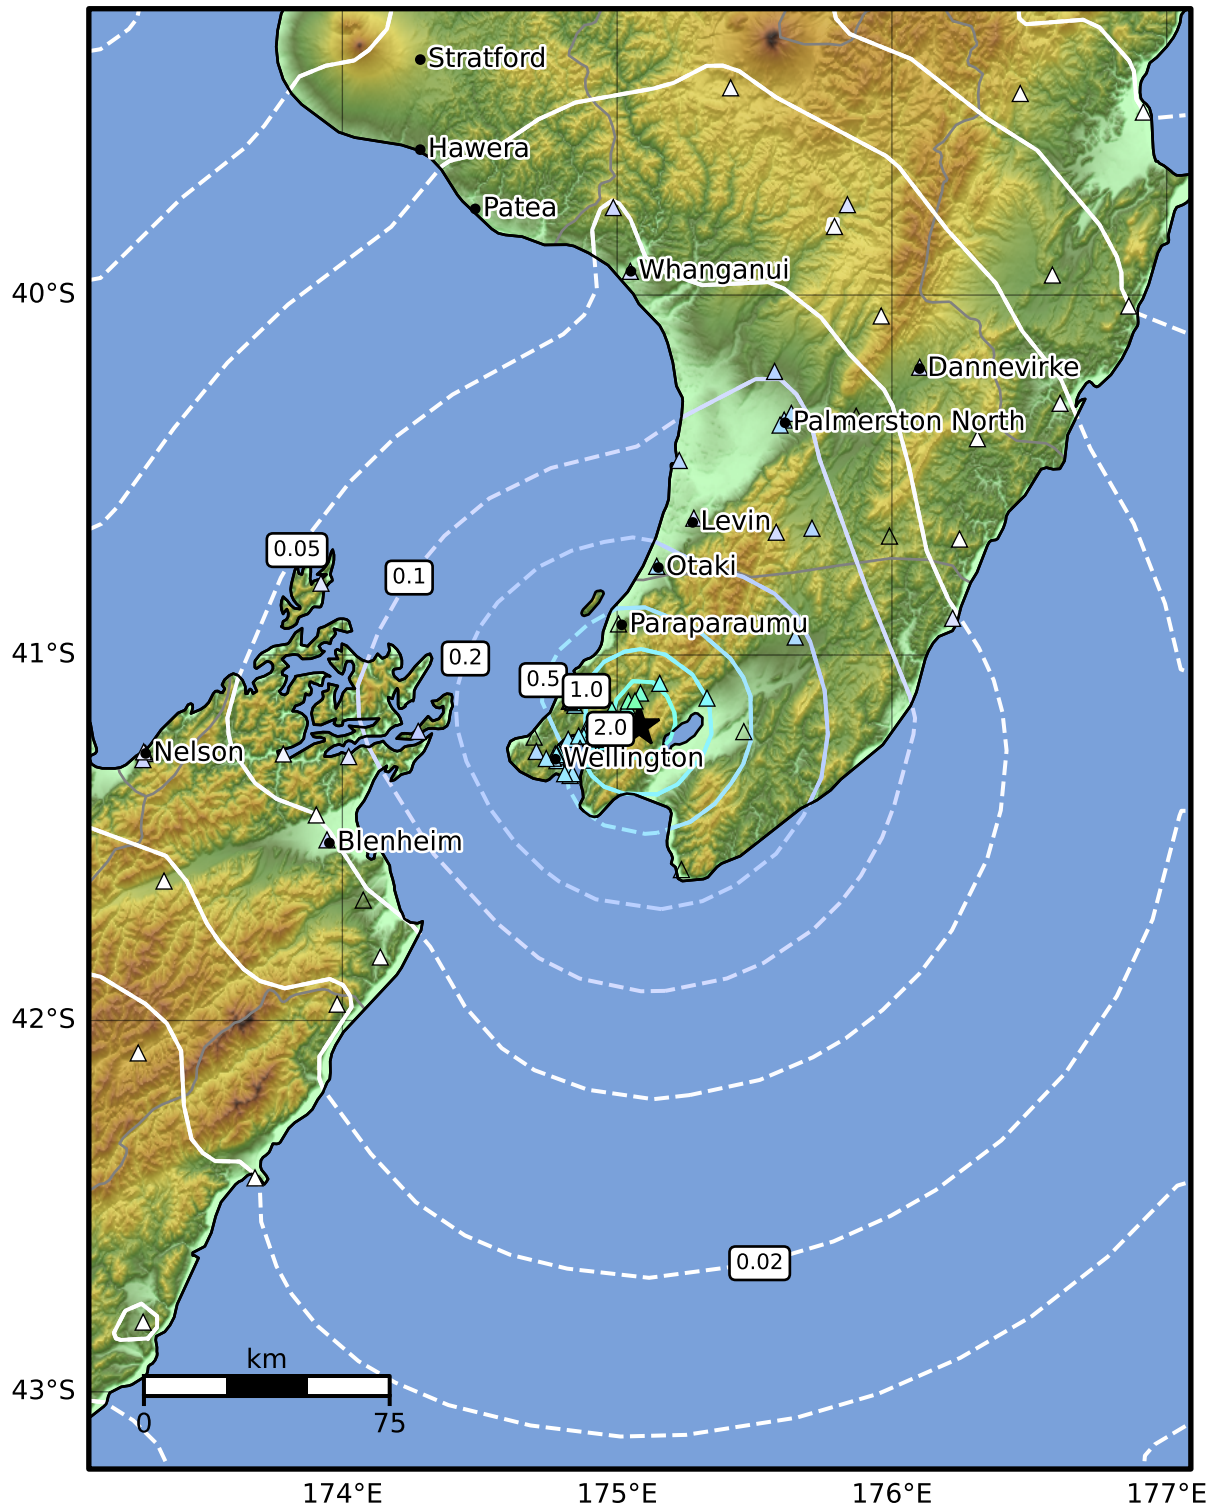 Stratford
Hawera
Patea
Whanganui
40°S
Dannevirke
Palmerston North
Levin
0.05
Otaki
0.1
Paraparaumu
41°S
0.2
0.5
1.0
2.0
Nelson
Wellington
Blenheim
42°S
0.02
km
43°S
0 75
174°E 175°E 176°E 177°E